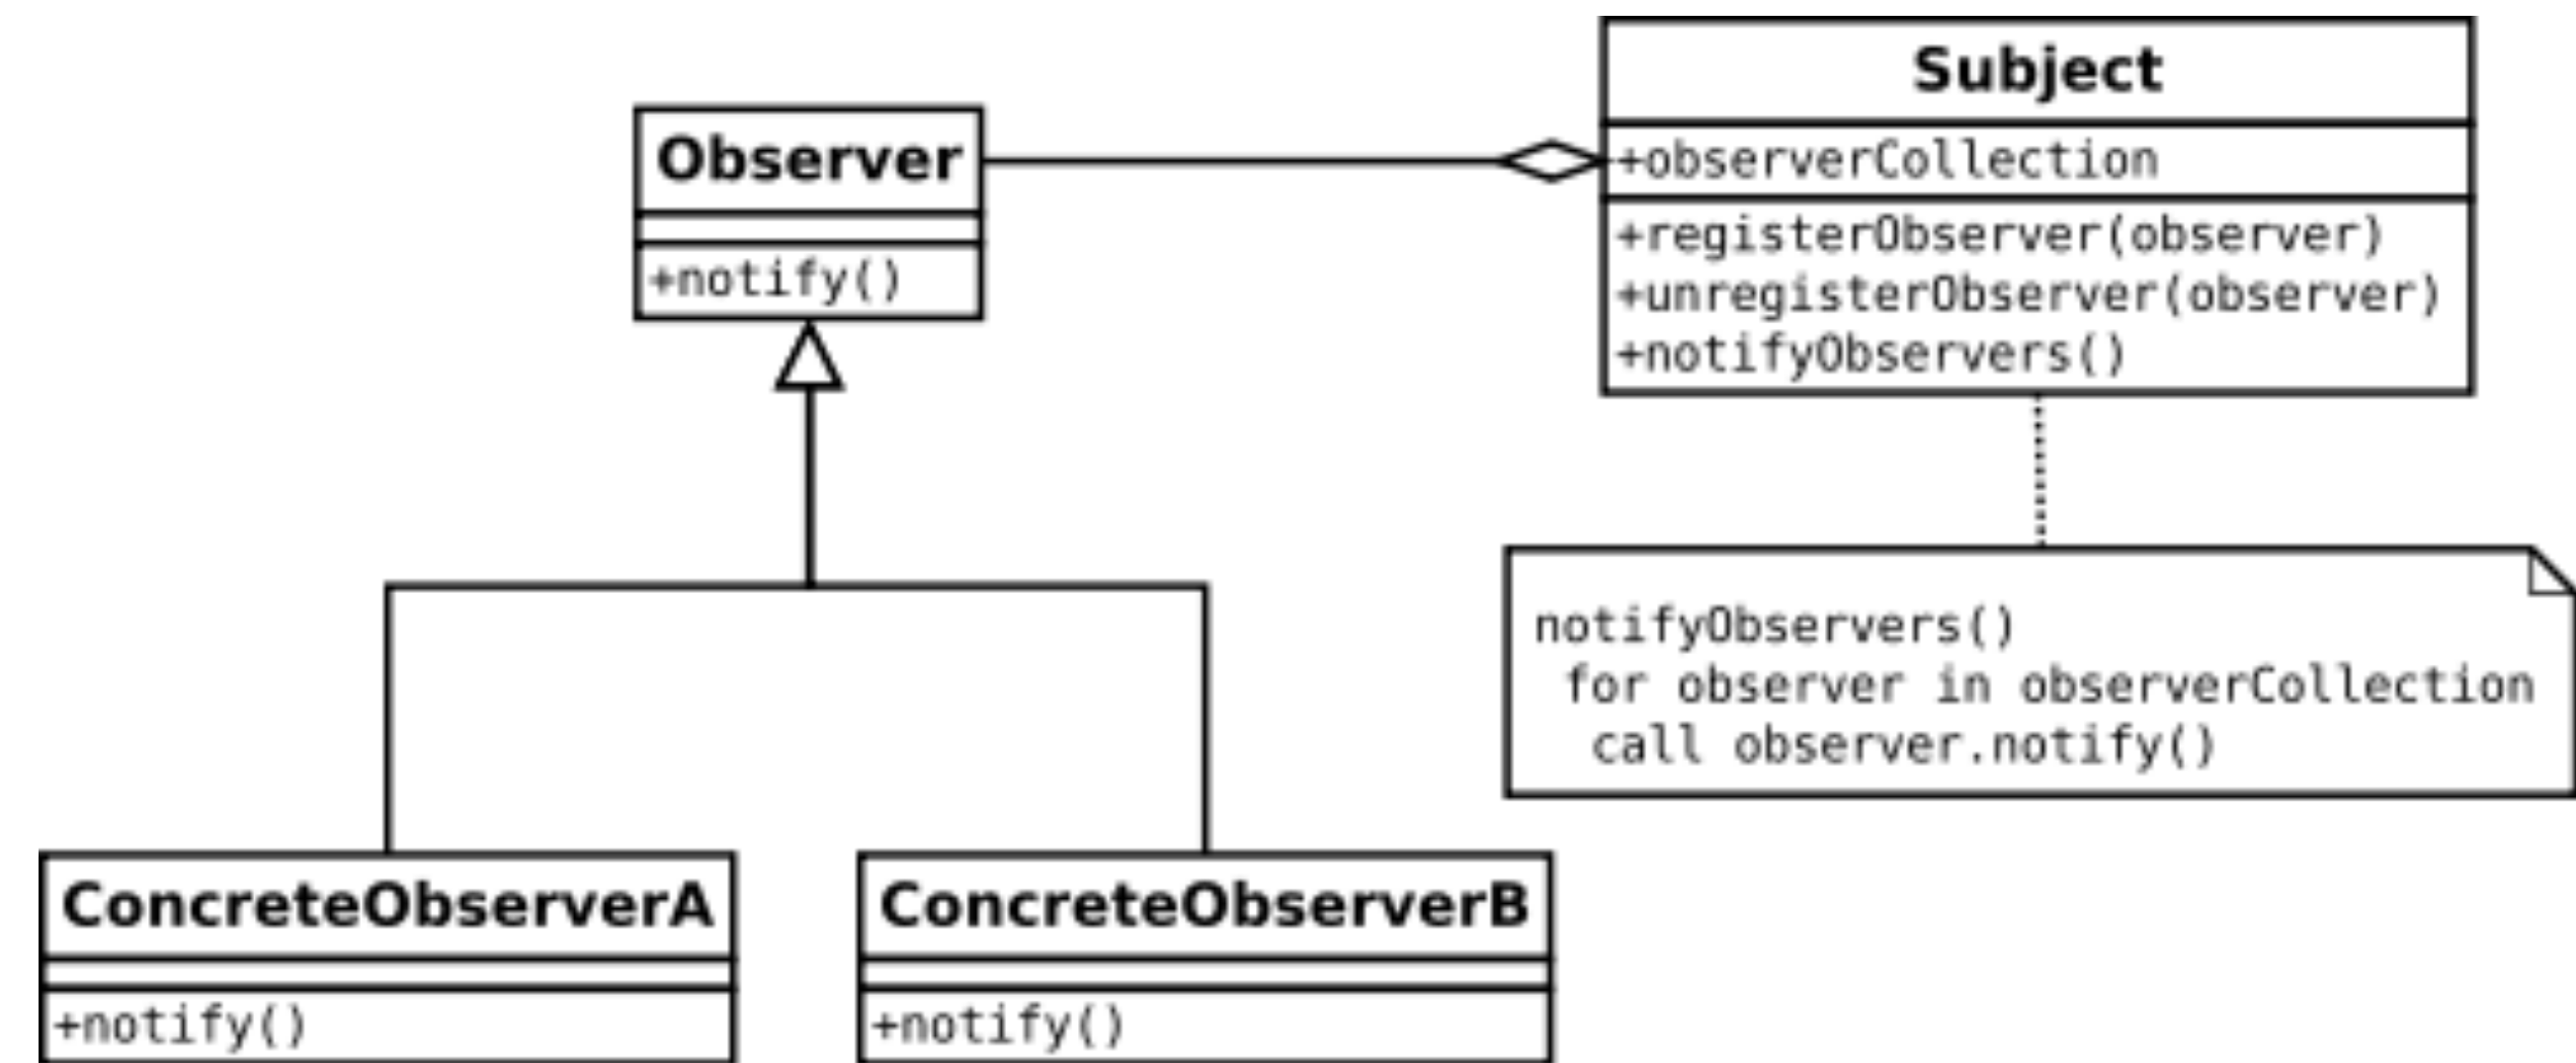 Subject
+observerCollection
+registerObserver(observer)
+unregisterObserver(observer)
+notifyObservers()
Observer
+notify()
notifyObservers()
for observer in observerCollection
call observer.notify()
ConcreteObserverA
+notify()
ConcreteObserverB
+notify()